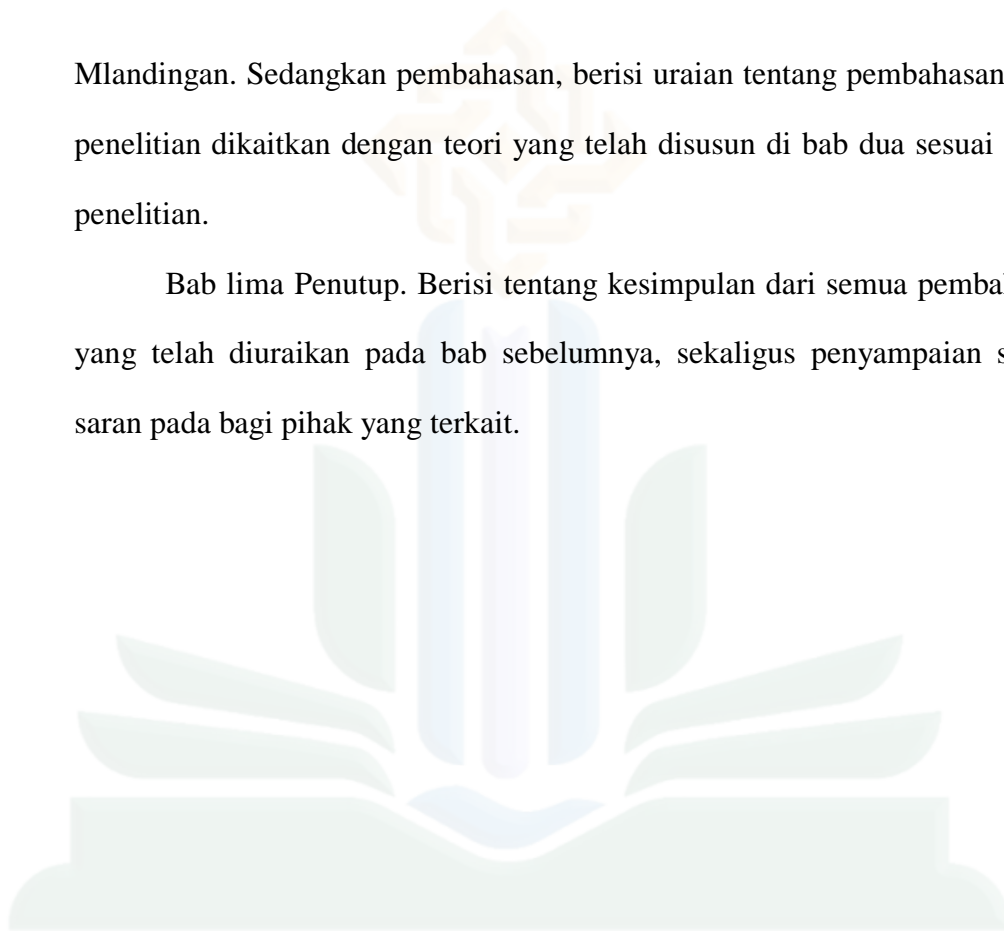 Mlandingan. Sedangkan pembahasan, berisi uraian tentang pembahasan
penelitian dikaitkan dengan teori yang telah disusun di bab dua sesuai
penelitian.
Bab lima Penutup. Berisi tentang kesimpulan dari semua pemba
yang telah diuraikan pada bab sebelumnya, sekaligus penyampaian s
saran pada bagi pihak yang terkait.